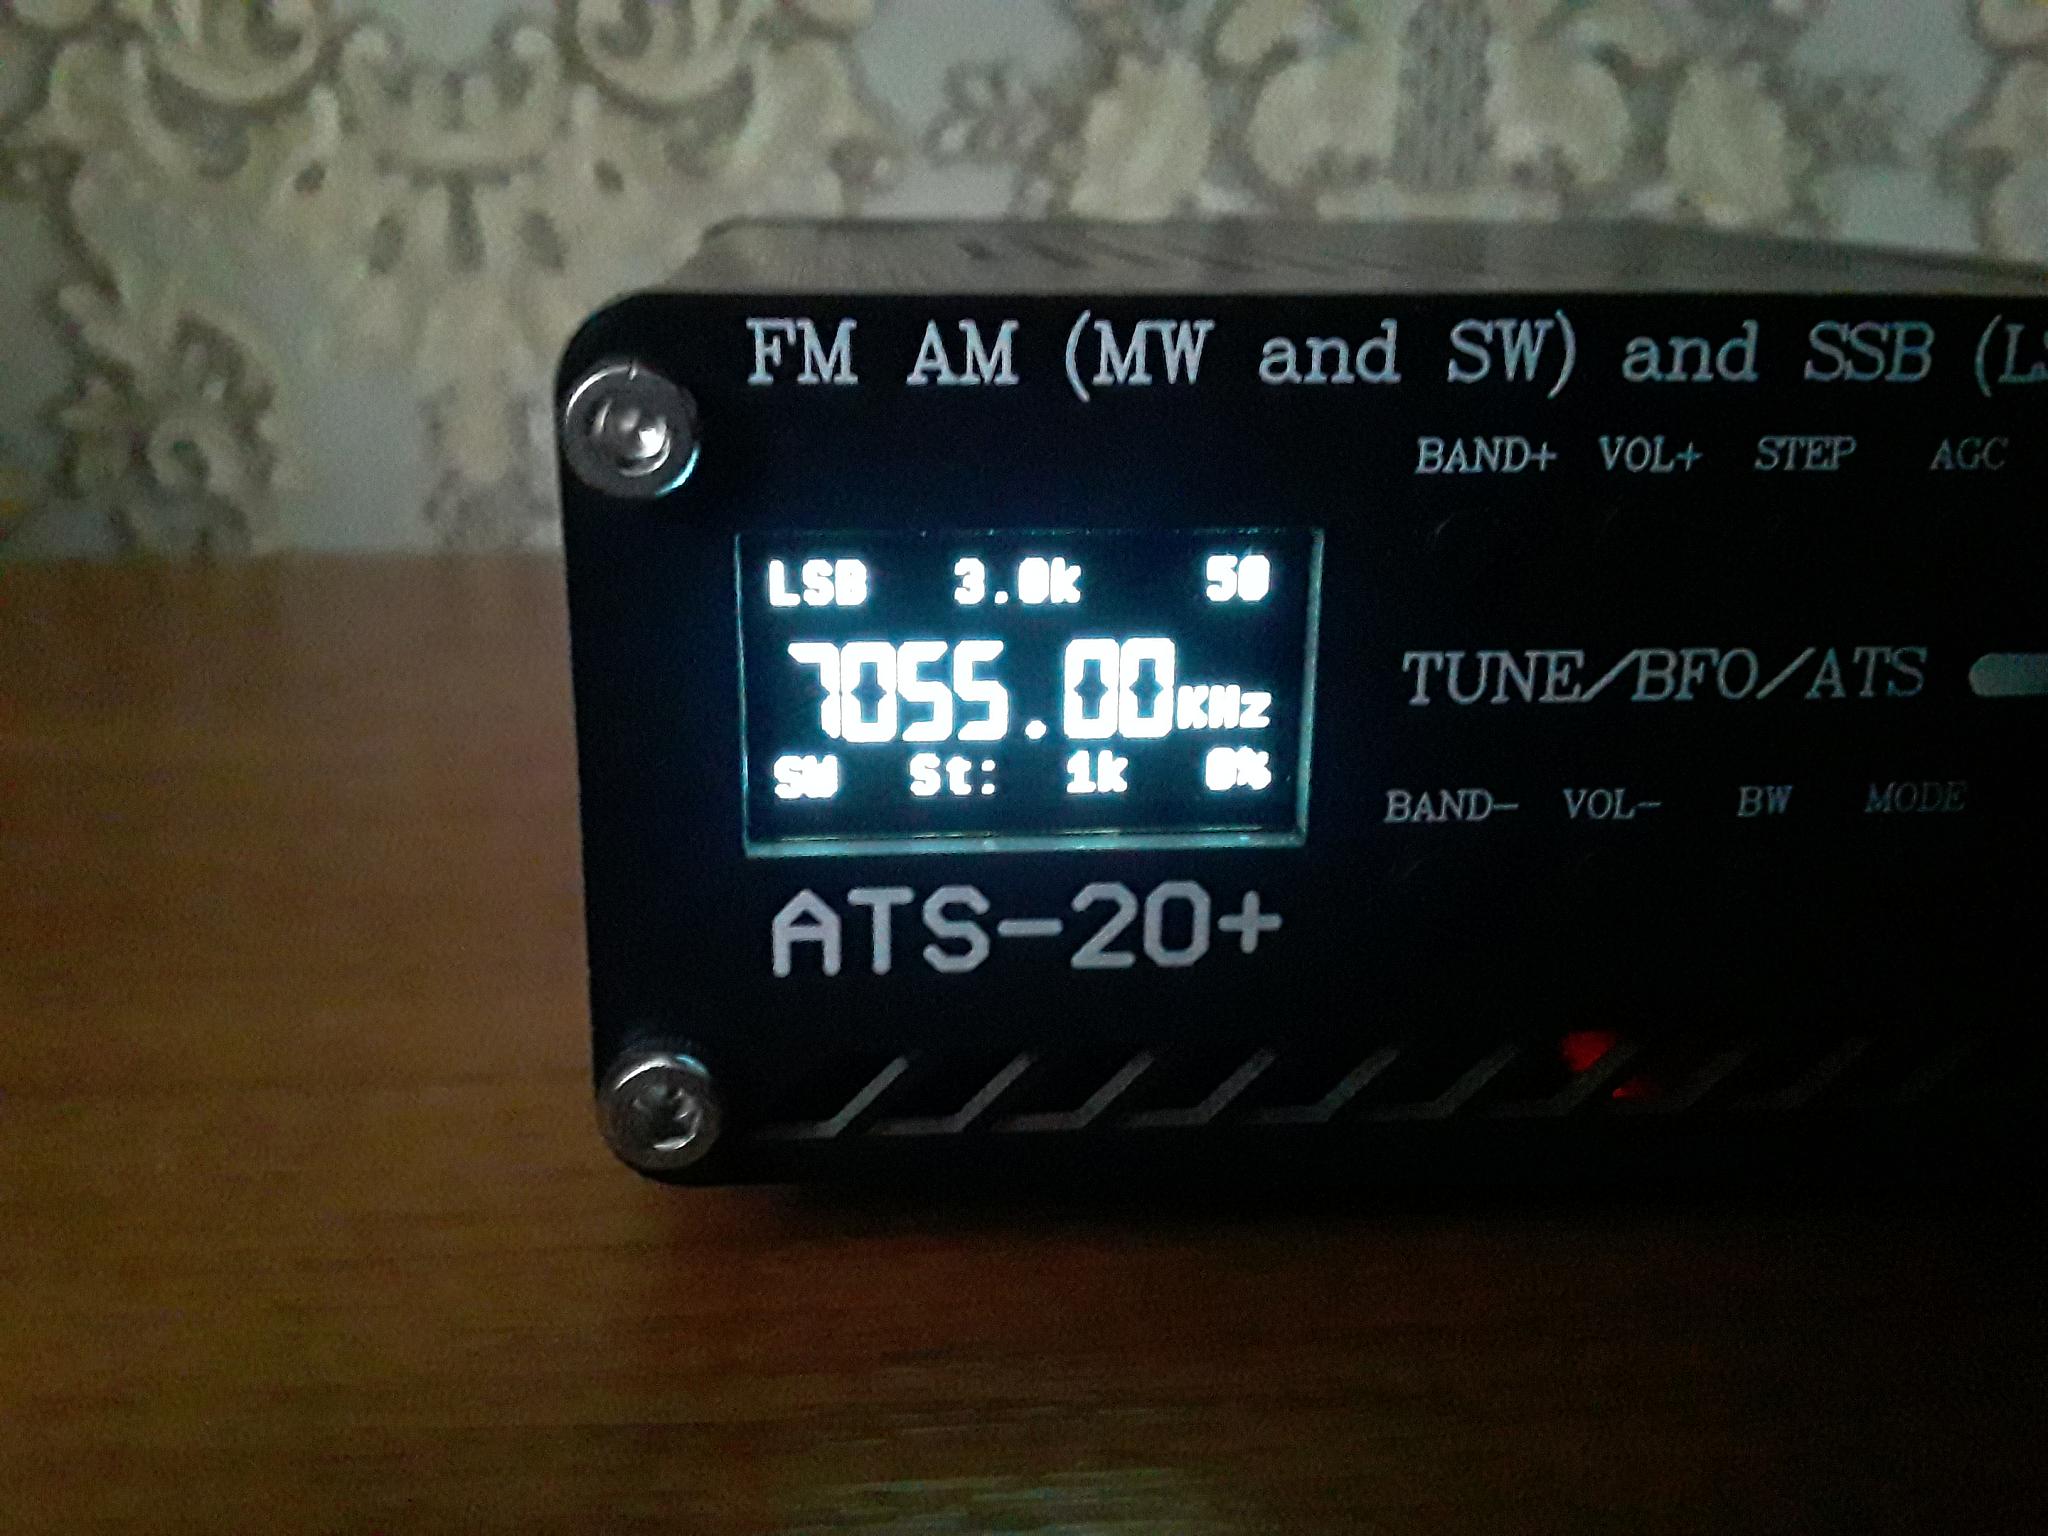 FM AM (MW and SW) and SSB (LS
BAND+ VOL+ STEP AGC
LSB 3.0k 50
7055.00KHz
SW St: 1k 0%
TUNE/BFO/ATS
BAND- VOL- BW MODE
ATS-20+